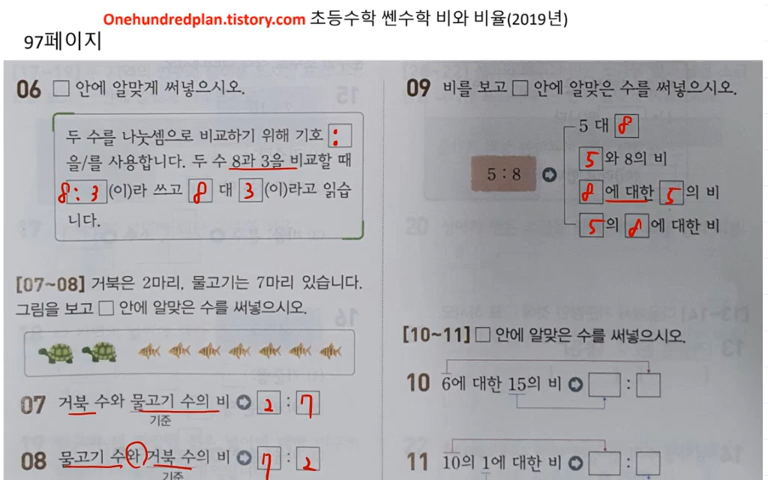 Onehundredplan.tistory.com 초등수학 쎈수학 비와 비율(2019년)
97페이지
06 □ 안에 알맞게 써넣으시오.
두 수를 나눗셈으로 비교하기 위해 기호 :
을/를 사용합니다. 두 수 8과 3을 비교할 때
8:3 (이)라 쓰고 8 대 3 (이)라고 읽습
니다.
[07~08] 거북은 2마리, 물고기는 7마리 있습니다.
그림을 보고 □ 안에 알맞은 수를 써넣으시오.
07 거북 수와 물고기 수의 비 2 : 7
기준
08 물고기 수와 거북 수의 비 7 : 2
기준
09 비를 보고 □ 안에 알맞은 수를 써넣으시오.
5 : 8
5 대 8
5 와 8의 비
8 에 대한 5 의 비
5 의 8 에 대한 비
[10~11] □ 안에 알맞은 수를 써넣으시오.
10 6에 대한 15의 비 □ : □
11 10의 1에 대한 비 □ : □